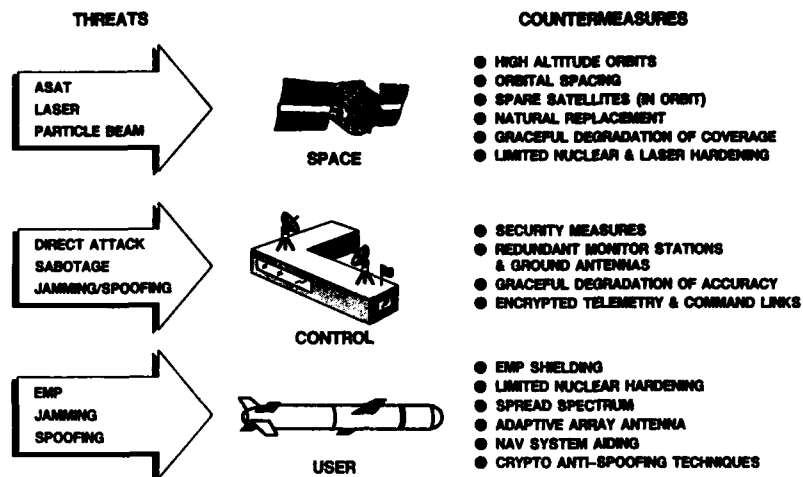 THREATS
COUNTERMEASURES
ASAT
LASER
PARTICLE BEAM
SPACE
● HIGH ALTITUDE ORBITS
● ORBITAL SPACING
● SPARE SATELLITES (IN ORBIT)
● NATURAL REPLACEMENT
● GRACEFUL DEGRADATION OF COVERAGE
● LIMITED NUCLEAR & LASER HARDENING
DIRECT ATTACK
SABOTAGE
JAMMING/SPOOFING
CONTROL
● SECURITY MEASURES
● REDUNDANT MONITOR STATIONS
& GROUND ANTENNAS
● GRACEFUL DEGRADATION OF ACCURACY
● ENCRYPTED TELEMETRY & COMMAND LINKS
EMP
JAMMING
SPOOFING
USER
● EMP SHIELDING
● LIMITED NUCLEAR HARDENING
● SPREAD SPECTRUM
● ADAPTIVE ARRAY ANTENNA
● NAV SYSTEM AIDING
● CRYPTO ANTI-SPOOFING TECHNIQUES